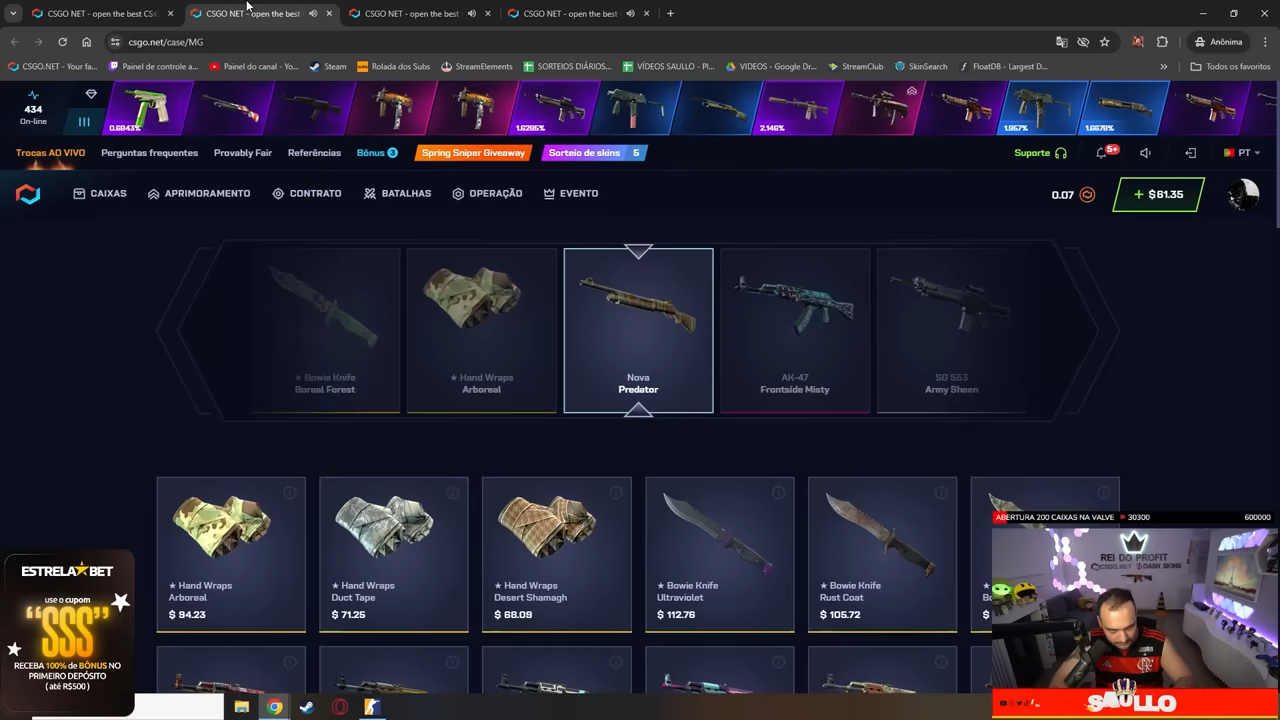 CSGO NET - open the best CS:
CSGO NET - open the best
CSGO NET - open the best
CSGO NET - open the best
csgo.net/case/MG
Anônima
CSGO.NET - Your fa...
Painel de controle a...
Painel do canal - Yo...
Steam
Rolada dos Subs
StreamElements
SORTEIOS DIÁRIOS...
VÍDEOS SAULLO - Pl...
VIDEOS - Google Dr...
StreamClub
SkinSearch
FloatDB - Largest D...
»
Todos os favoritos
434
On-line
0.6843%
1.6285%
2.146%
1.957%
1.6678%
Trocas AO VIVO
Perguntas frequentes
Provably Fair
Referências
Bônus 3
Spring Sniper Giveaway
Sorteio de skins 5
Suporte
5+
PT
CAIXAS
APRIMORAMENTO
CONTRATO
BATALHAS
OPERAÇÃO
EVENTO
0.07
+ $61.35
★ Bowie Knife
Boreal Forest
★ Hand Wraps
Arboreal
Nova
Predator
AK-47
Frontside Misty
SG 553
Army Sheen
★ Hand Wraps
Arboreal
$ 94.23
★ Hand Wraps
Duct Tape
$ 71.25
★ Hand Wraps
Desert Shamagh
$ 68.09
★ Bowie Knife
Ultraviolet
$ 112.76
★ Bowie Knife
Rust Coat
$ 105.72
ABERTURA 200 CAIXAS NA VALVE
30300
600000
REI DO PROFIT
CSGO.NET
DASH SKINS
SAULLO
ESTRELA★BET
use o cupom
“SSS”
RECEBA 100% de BÔNUS NO
PRIMEIRO DEPÓSITO
( até R$500 )